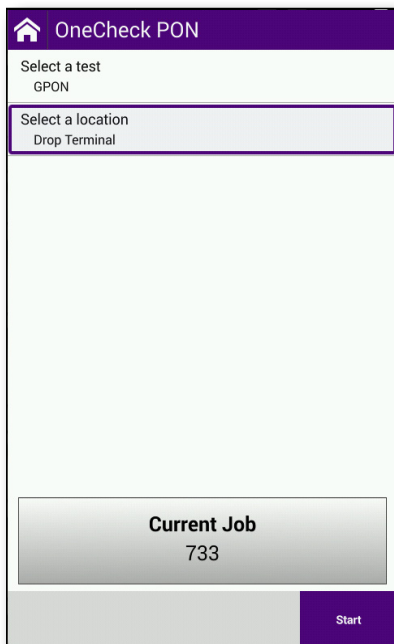 OneCheck PON
Select a test
GPON
Select a location
Drop Terminal
Current Job
733
Start